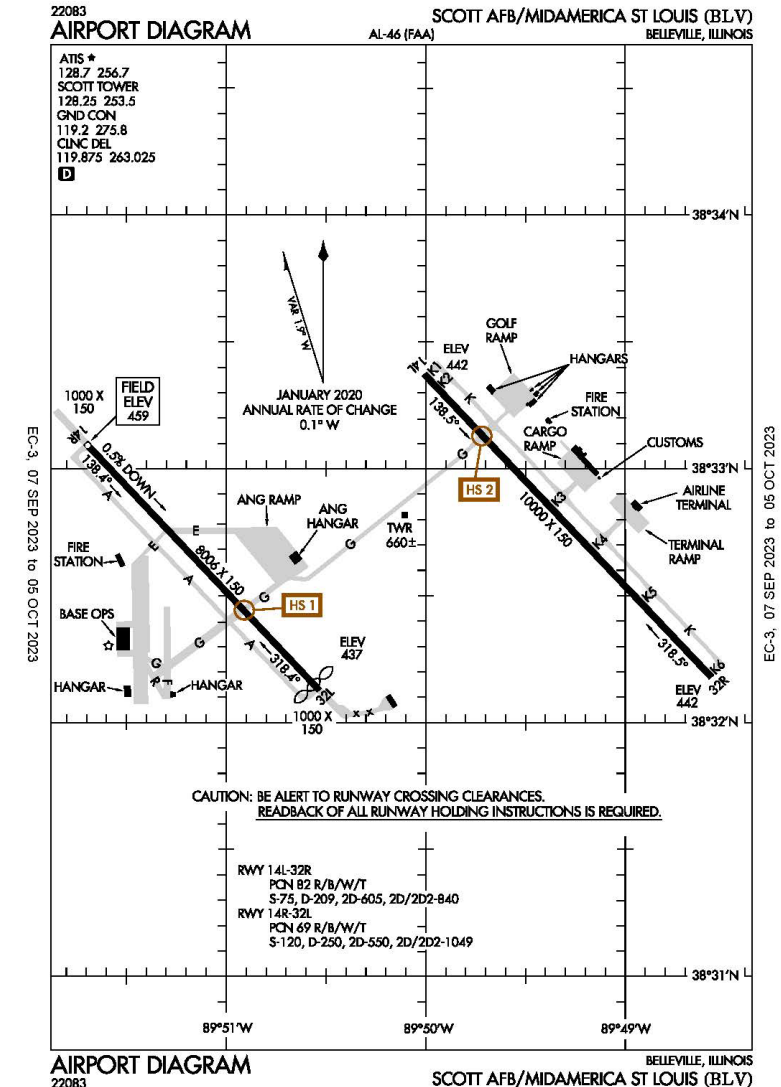 22083
AIRPORT DIAGRAM
AL-46 (FAA)
SCOTT AFB/MIDAMERICA ST LOUIS (BLV)
BELLEVILLE, ILLINOIS
ATIS ★
128.7 256.7
SCOTT TOWER
128.25 253.5
GND CON
119.2 275.8
CLNC DEL
119.875 263.025
D
38°34'N
VAR 1.9° W
JANUARY 2020
ANNUAL RATE OF CHANGE
0.1° W
GOLF
RAMP
HANGARS
ELEV
442
14L
K1
K2
K
138.5°
FIRE
STATION
CARGO
RAMP
CUSTOMS
1000 X
150
FIELD
ELEV
459
14R
0.5% DOWN
138.4°
A
G
HS 2
38°33'N
10000 X 150
K3
AIRLINE
TERMINAL
K4
TERMINAL
RAMP
ANG RAMP
ANG
HANGAR
TWR
660±
E
E
G
FIRE
STATION
8006 X 150
A
G
HS 1
K5
BASE OPS
K
318.5°
G
A
318.4°
ELEV
437
G
R
F
HANGAR
HANGAR
32L
1000 X
150
X X
K6
32R
ELEV
442
38°32'N
CAUTION: BE ALERT TO RUNWAY CROSSING CLEARANCES.
READBACK OF ALL RUNWAY HOLDING INSTRUCTIONS IS REQUIRED.
RWY 14L-32R
PCN 82 R/B/W/T
S-75, D-209, 2D-605, 2D/2D2-840
RWY 14R-32L
PCN 69 R/B/W/T
S-120, D-250, 2D-550, 2D/2D2-1049
38°31'N
89°51'W
89°50'W
89°49'W
EC-3, 07 SEP 2023 to 05 OCT 2023
EC-3, 07 SEP 2023 to 05 OCT 2023
AIRPORT DIAGRAM
22083
BELLEVILLE, ILLINOIS
SCOTT AFB/MIDAMERICA ST LOUIS (BLV)